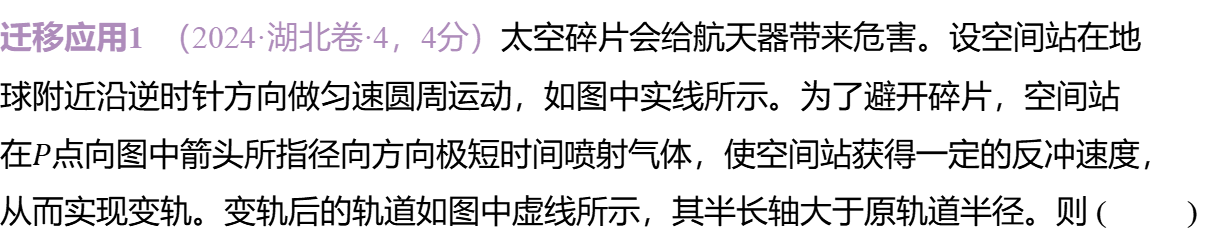 迁移应用1 （2024·湖北卷·4，4分）太空碎片会给航天器带来危害。设空间站在地
球附近沿逆时针方向做匀速圆周运动，如图中实线所示。为了避开碎片，空间站
在P点向图中箭头所指径向方向极短时间喷射气体，使空间站获得一定的反冲速度，
从而实现变轨。变轨后的轨道如图中虚线所示，其半长轴大于原轨道半径。则 (　　)